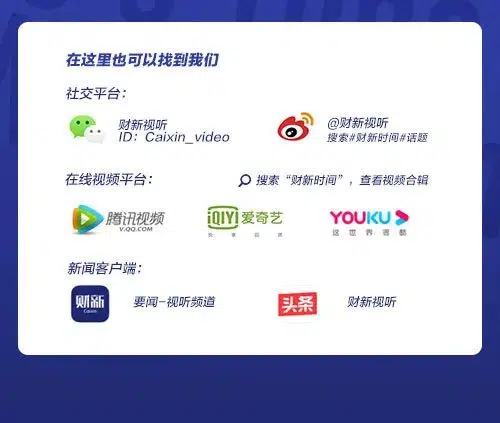 在这里也可以找到我们
社交平台：
财新视听
ID：Caixin_video
@财新视听
搜索#财新时间#话题
在线视频平台：
搜索“财新时间”，查看视频合辑
腾讯视频
V.QQ.COM
iQIYI 爱奇艺
YOUKU
这世界很酷
新闻客户端：
财新
Caixin
要闻-视听频道
头条
财新视听